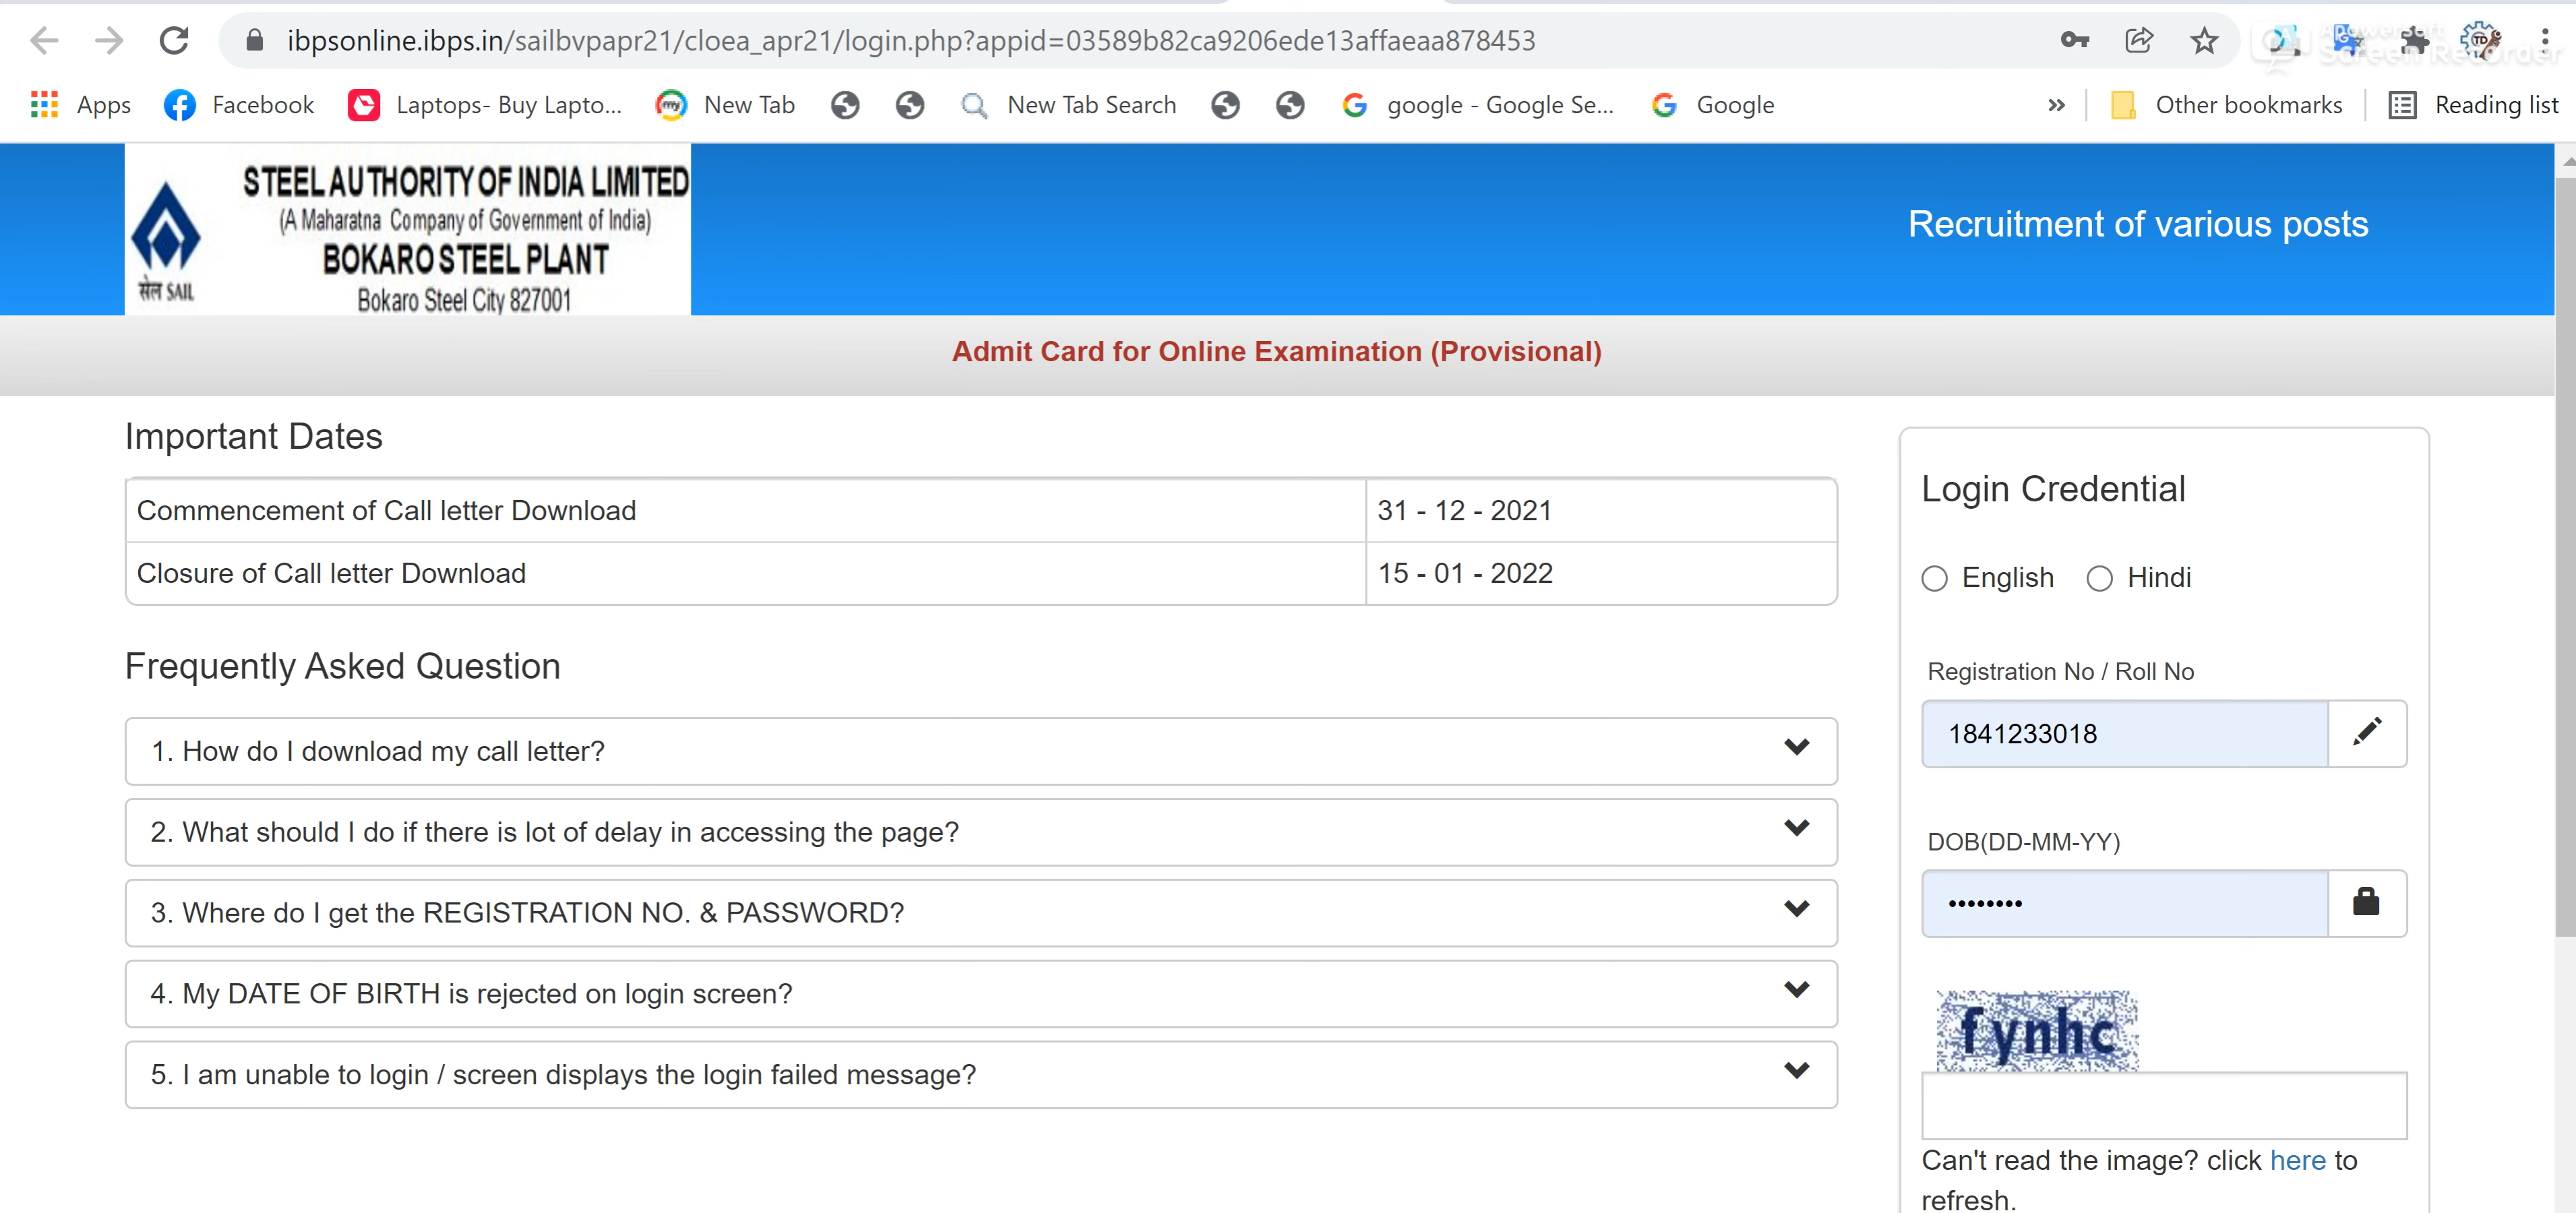 ibpsonline.ibps.in/sailbvpapr21/cloea_apr21/login.php?appid=03589b82ca9206ede13affaeaa878453
Apowersoft
Screen Recorder
Apps Facebook Laptops- Buy Lapto... New Tab New Tab Search google - Google Se... Google » Other bookmarks Reading list
STEEL AUTHORITY OF INDIA LIMITED
(A Maharatna Company of Government of India)
BOKARO STEEL PLANT
Bokaro Steel City 827001
सेल SAIL
Recruitment of various posts
Admit Card for Online Examination (Provisional)
Important Dates
Commencement of Call letter Download 31 - 12 - 2021
Closure of Call letter Download 15 - 01 - 2022
Frequently Asked Question
1. How do I download my call letter?
2. What should I do if there is lot of delay in accessing the page?
3. Where do I get the REGISTRATION NO. & PASSWORD?
4. My DATE OF BIRTH is rejected on login screen?
5. I am unable to login / screen displays the login failed message?
Login Credential
English Hindi
Registration No / Roll No
1841233018
DOB(DD-MM-YY)
••••••••
fynhc
Can't read the image? click here to
refresh.